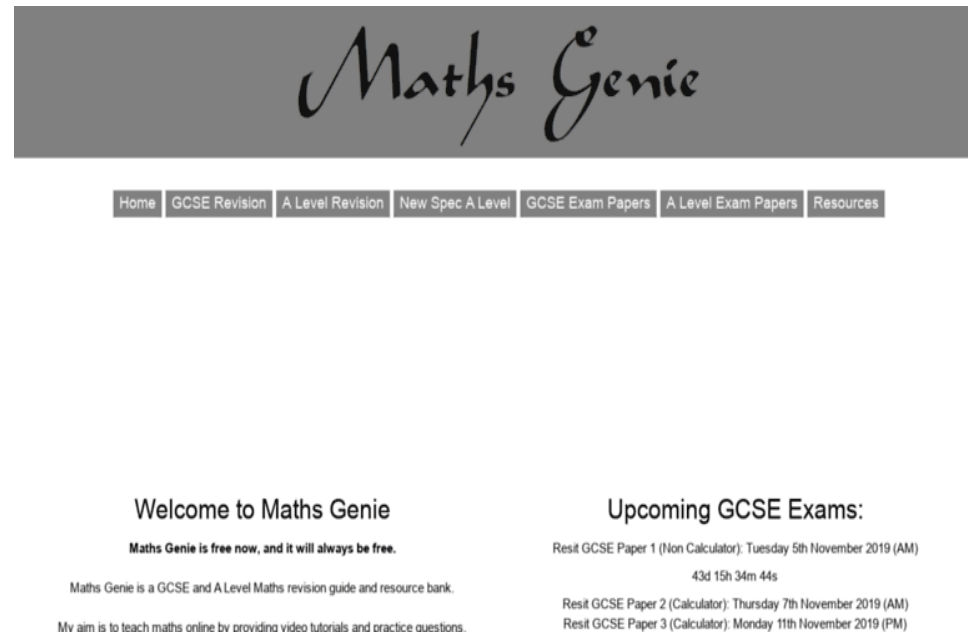 Maths Genie
Home GCSE Revision A Level Revision New Spec A Level GCSE Exam Papers A Level Exam Papers Resources
Welcome to Maths Genie
Maths Genie is free now, and it will always be free.
Maths Genie is a GCSE and A Level Maths revision guide and resource bank.
My aim is to teach maths online by providing video tutorials and practice questions.
Upcoming GCSE Exams:
Resit GCSE Paper 1 (Non Calculator): Tuesday 5th November 2019 (AM)
43d 15h 34m 44s
Resit GCSE Paper 2 (Calculator): Thursday 7th November 2019 (AM)
Resit GCSE Paper 3 (Calculator): Monday 11th November 2019 (PM)